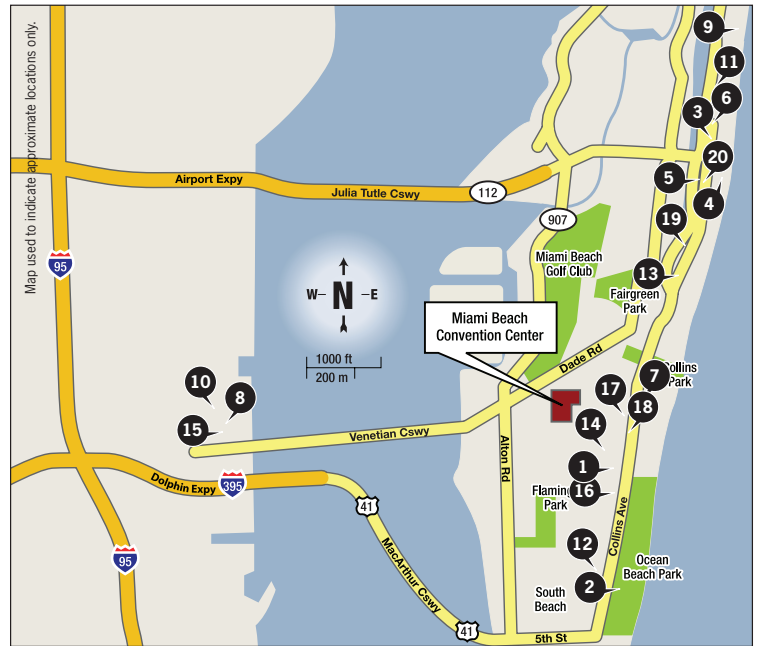 Map used to indicate approximate locations only.
9
11
6
3
20
Airport Expy
5
Julia Tutle Cswy
112
4
907
19
95
Miami Beach
Golf Club
13
W N E
Fairgreen
Park
Miami Beach
Convention Center
1000 ft
200 m
Dade Rd
Collins
Park
7
10
8
17
18
15
Venetian Cswy
14
Alton Rd
1
Dolphin Expy
395
Flamingo
Park
16
41
Collins Ave
12
95
MacArthur Cswy
Ocean
Beach Park
2
South
Beach
41
5th St